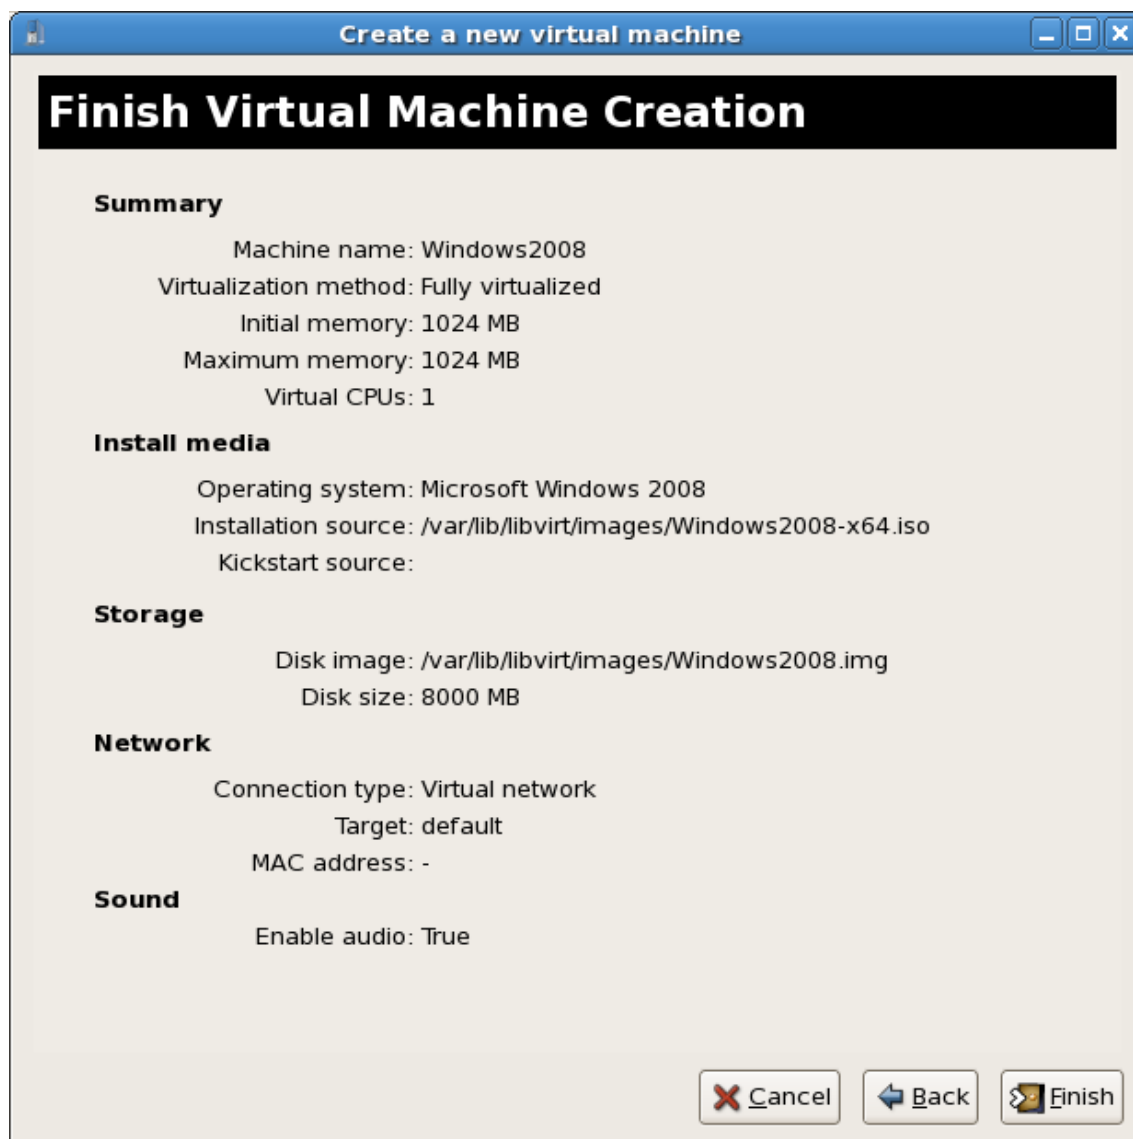 Create a new virtual machine
Finish Virtual Machine Creation
Summary
Machine name: Windows2008
Virtualization method: Fully virtualized
Initial memory: 1024 MB
Maximum memory: 1024 MB
Virtual CPUs: 1
Install media
Operating system: Microsoft Windows 2008
Installation source: /var/lib/libvirt/images/Windows2008-x64.iso
Kickstart source:
Storage
Disk image: /var/lib/libvirt/images/Windows2008.img
Disk size: 8000 MB
Network
Connection type: Virtual network
Target: default
MAC address: -
Sound
Enable audio: True
Cancel Back Finish